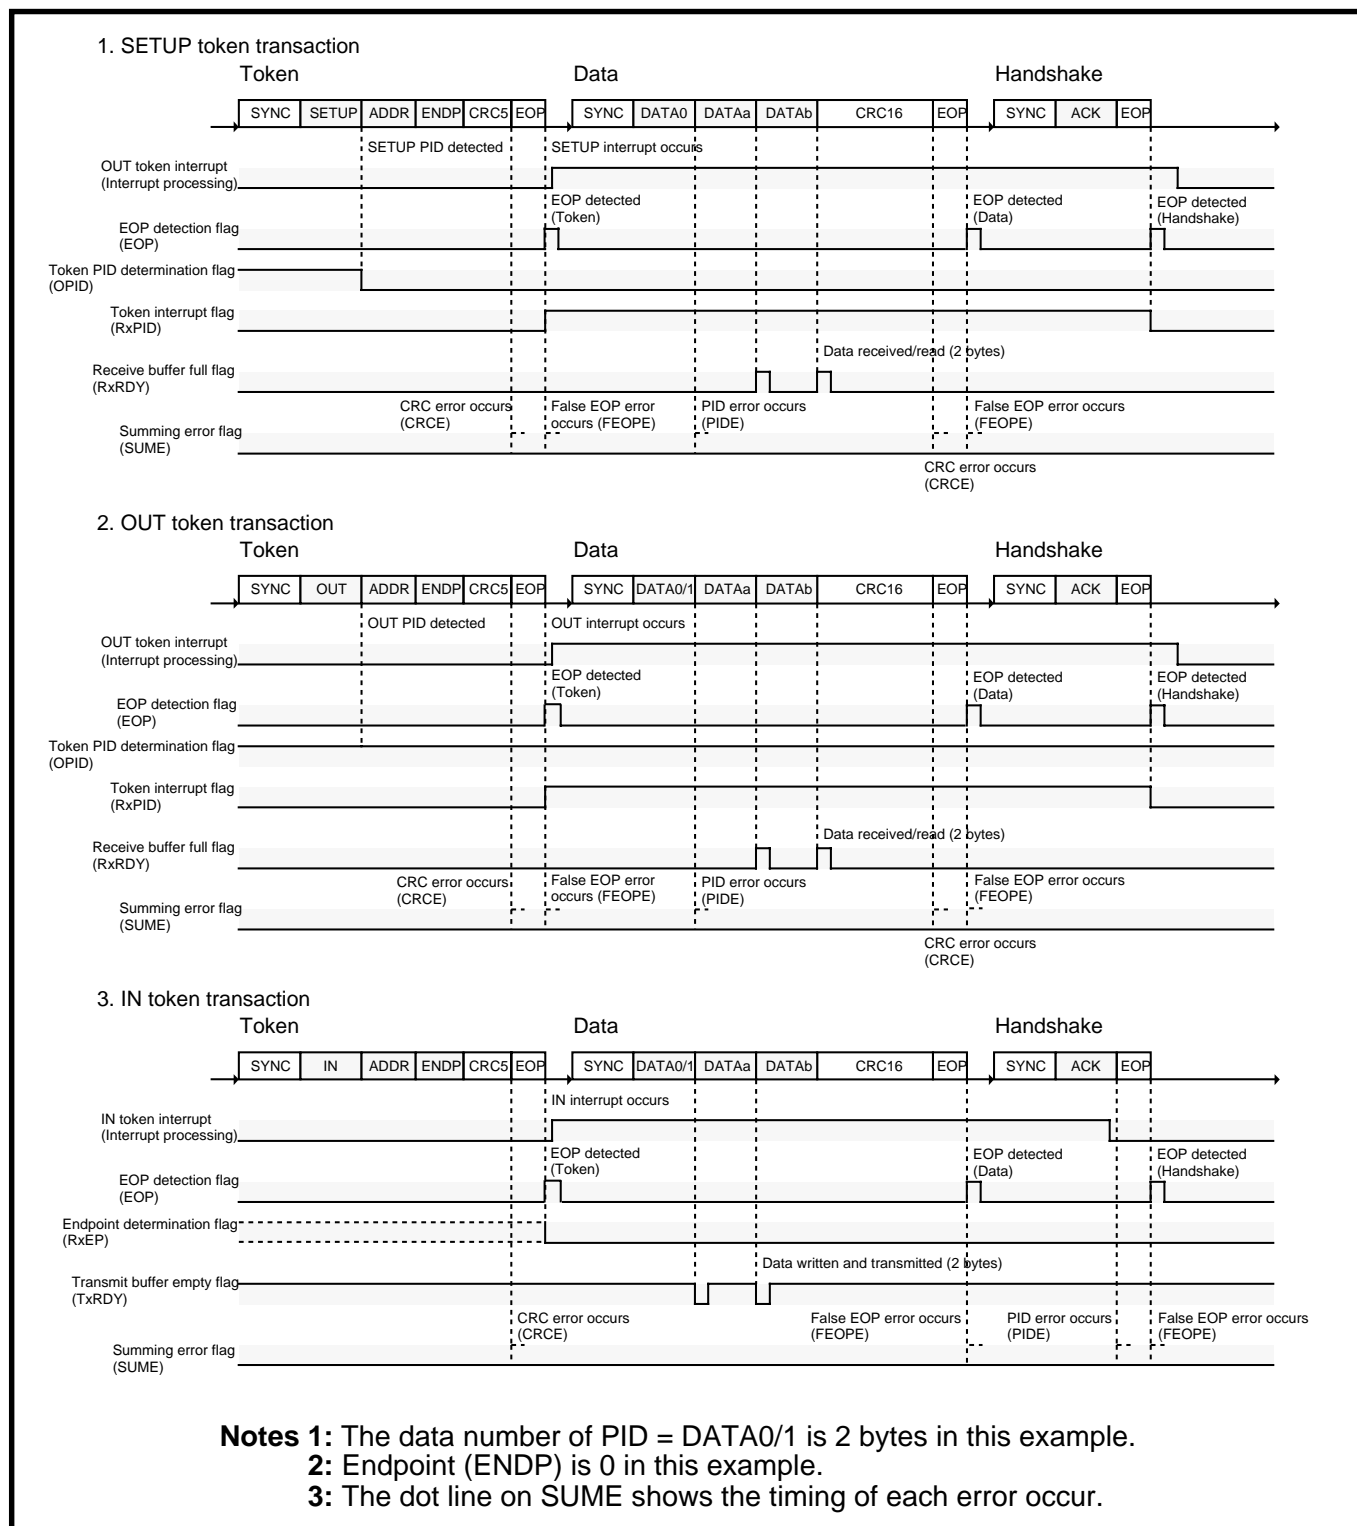 1. SETUP token transaction
Token Data Handshake
SYNC SETUP ADDR ENDP CRC5 EOP SYNC DATA0 DATAa DATAb CRC16 EOP SYNC ACK EOP
SETUP PID detected SETUP interrupt occurs
OUT token interrupt
(Interrupt processing)
EOP detected
(Token)
EOP detected
(Data)
EOP detected
(Handshake)
EOP detection flag
(EOP)
Token PID determination flag
(OPID)
Token interrupt flag
(RxPID)
Data received/read (2 bytes)
Receive buffer full flag
(RxRDY)
CRC error occurs
(CRCE)
False EOP error
occurs (FEOPE)
PID error occurs
(PIDE)
False EOP error occurs
(FEOPE)
Summing error flag
(SUME)
CRC error occurs
(CRCE)
2. OUT token transaction
Token Data Handshake
SYNC OUT ADDR ENDP CRC5 EOP SYNC DATA0/1 DATAa DATAb CRC16 EOP SYNC ACK EOP
OUT PID detected OUT interrupt occurs
OUT token interrupt
(Interrupt processing)
EOP detected
(Token)
EOP detected
(Data)
EOP detected
(Handshake)
EOP detection flag
(EOP)
Token PID determination flag
(OPID)
Token interrupt flag
(RxPID)
Data received/read (2 bytes)
Receive buffer full flag
(RxRDY)
CRC error occurs
(CRCE)
False EOP error
occurs (FEOPE)
PID error occurs
(PIDE)
False EOP error occurs
(FEOPE)
Summing error flag
(SUME)
CRC error occurs
(CRCE)
3. IN token transaction
Token Data Handshake
SYNC IN ADDR ENDP CRC5 EOP SYNC DATA0/1 DATAa DATAb CRC16 EOP SYNC ACK EOP
IN interrupt occurs
IN token interrupt
(Interrupt processing)
EOP detected
(Token)
EOP detected
(Data)
EOP detected
(Handshake)
EOP detection flag
(EOP)
Endpoint determination flag
(RxEP)
Data written and transmitted (2 bytes)
Transmit buffer empty flag
(TxRDY)
CRC error occurs
(CRCE)
False EOP error occurs
(FEOPE)
PID error occurs
(PIDE)
False EOP error occurs
(FEOPE)
Summing error flag
(SUME)
Notes 1: The data number of PID = DATA0/1 is 2 bytes in this example.
2: Endpoint (ENDP) is 0 in this example.
3: The dot line on SUME shows the timing of each error occur.